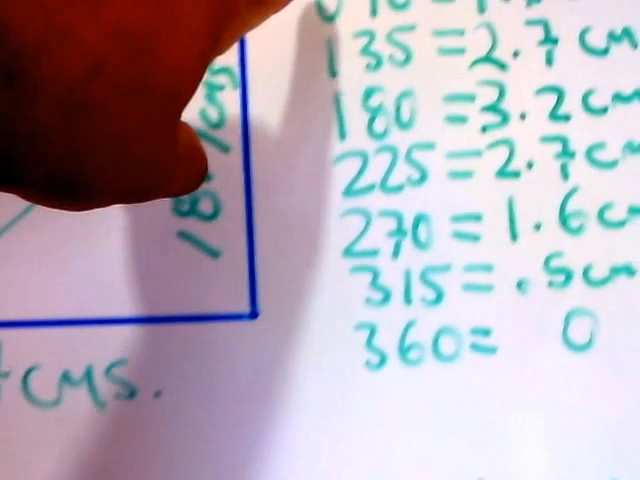 135 = 2.7 cm
180 = 3.2 cm
225 = 2.7 cm
270 = 1.6 cm
315 = .5 cm
360 = 0
cms.